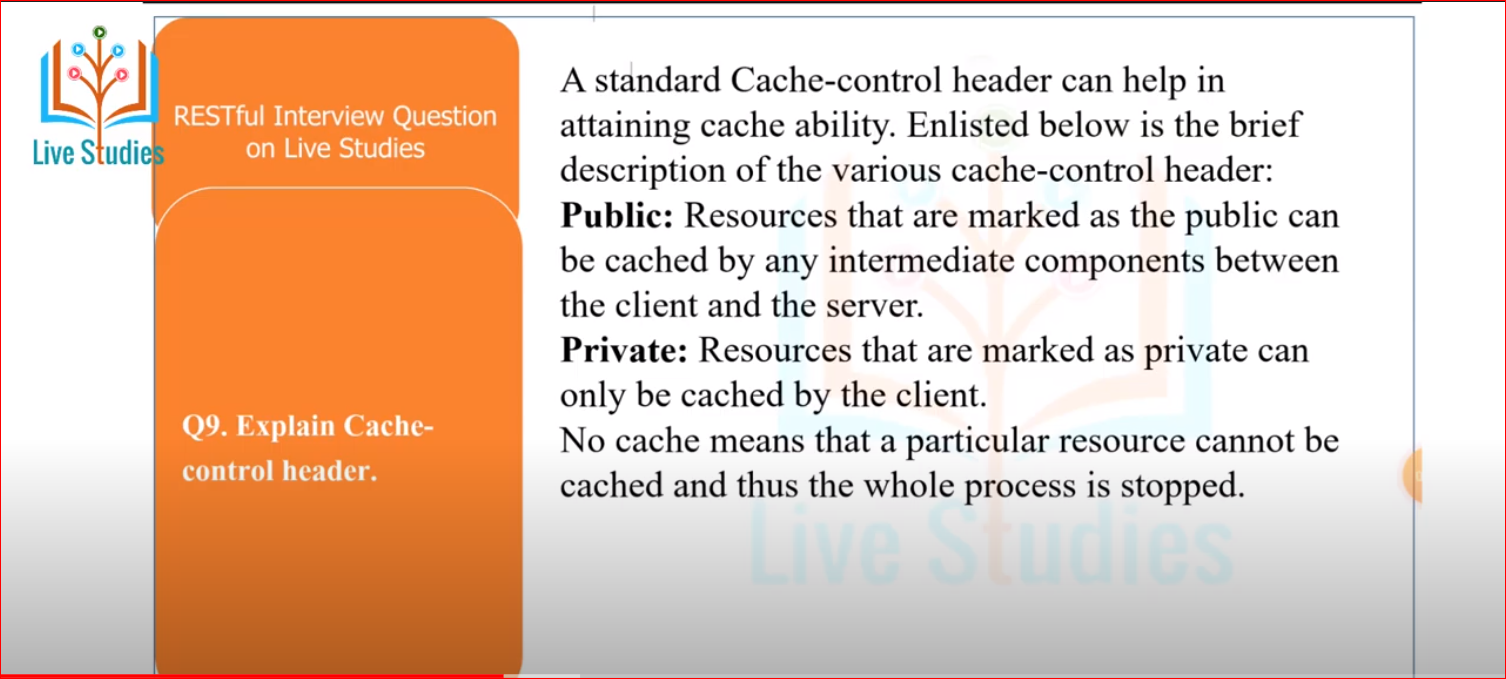 Live Studies
RESTful Interview Question
on Live Studies
Q9. Explain Cache-
control header.
A standard Cache-control header can help in
attaining cache ability. Enlisted below is the brief
description of the various cache-control header:
Public: Resources that are marked as the public can
be cached by any intermediate components between
the client and the server.
Private: Resources that are marked as private can
only be cached by the client.
No cache means that a particular resource cannot be
cached and thus the whole process is stopped.
Live Studies